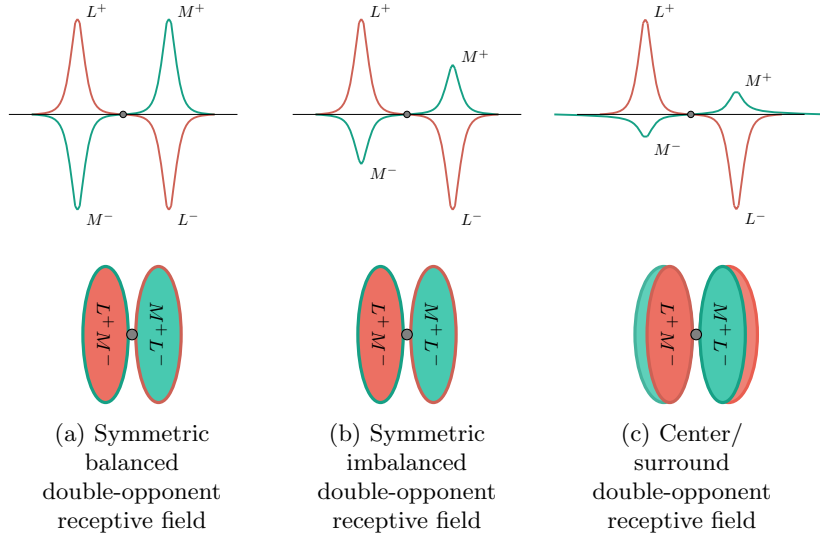 L⁺
M⁺
M⁻
L⁻
L⁺
M⁺
M⁻
L⁻
L⁺
M⁺
M⁻
L⁻
L⁺M⁻
M⁺L⁻
L⁺M⁻
M⁺L⁻
L⁺M⁻
M⁺L⁻
(a) Symmetric
balanced
double-opponent
receptive field
(b) Symmetric
imbalanced
double-opponent
receptive field
(c) Center/
surround
double-opponent
receptive field